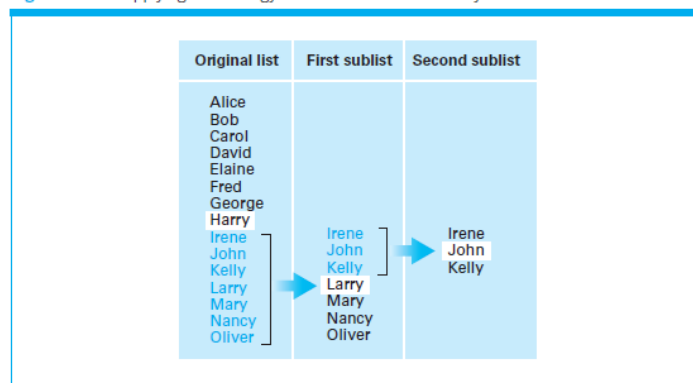 Original list
First sublist
Second sublist
Alice
Bob
Carol
David
Elaine
Fred
George
Harry
Irene
John
Kelly
Larry
Mary
Nancy
Oliver
Irene
John
Kelly
Larry
Mary
Nancy
Oliver
Irene
John
Kelly